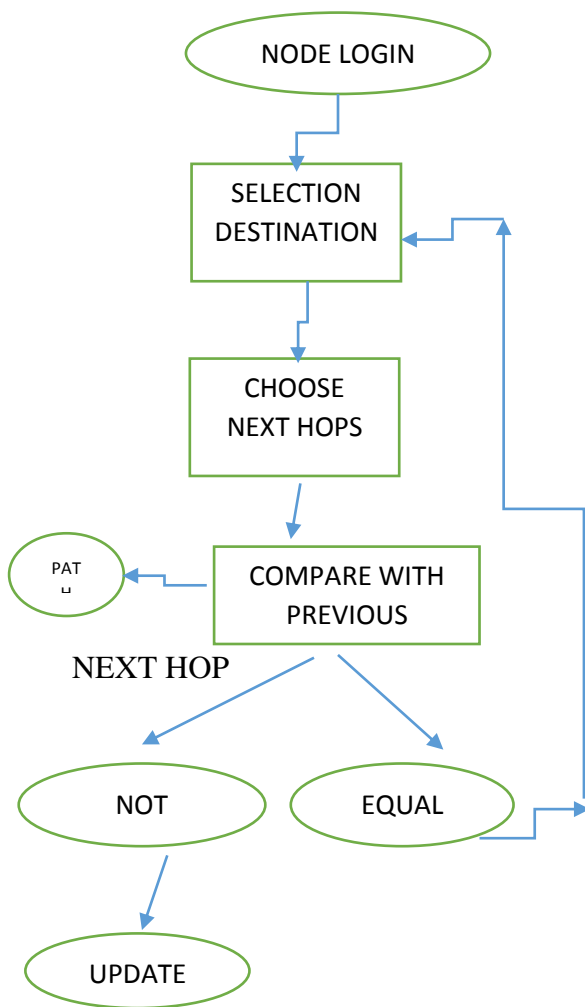 NODE LOGIN
SELECTION
DESTINATION
CHOOSE
NEXT HOPS
COMPARE WITH
PREVIOUS
PAT
NEXT HOP
NOT
EQUAL
UPDATE